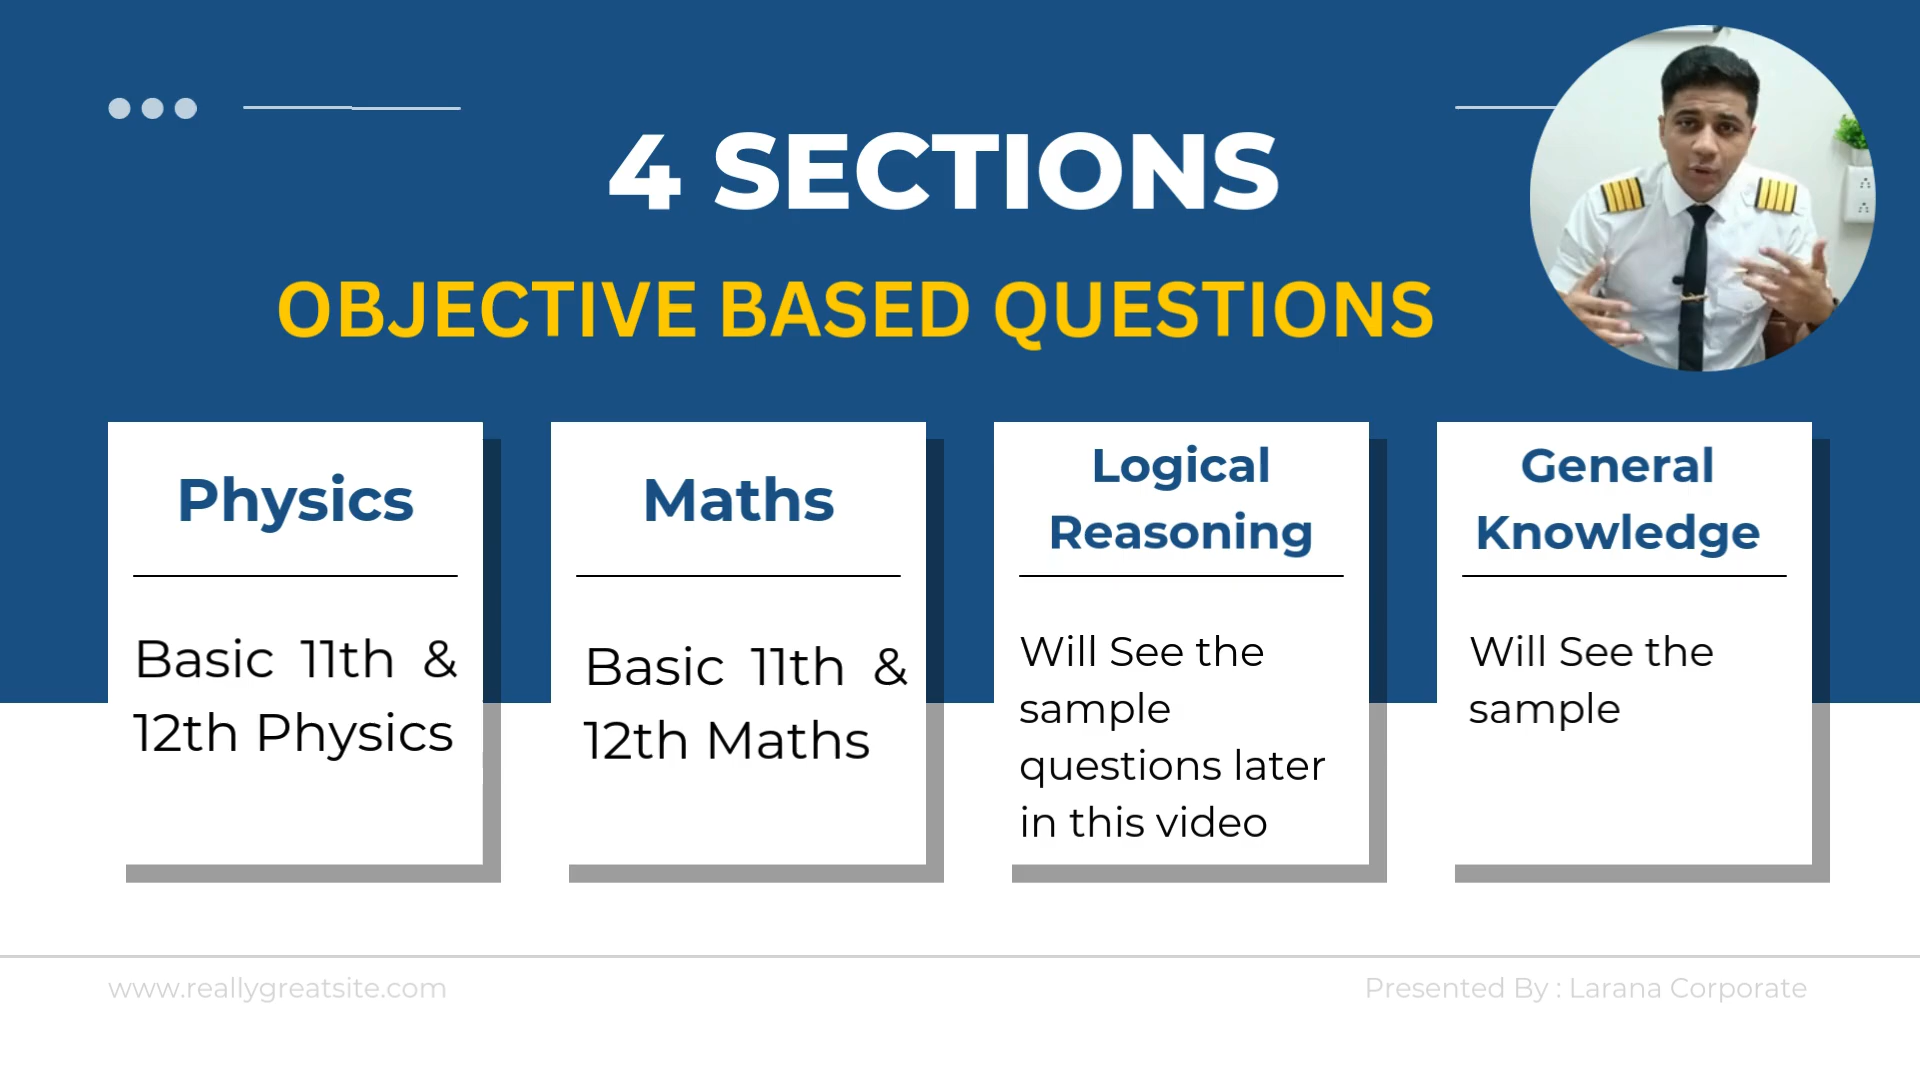 4 SECTIONS
OBJECTIVE BASED QUESTIONS
Physics
Basic 11th &
12th Physics
Maths
Basic 11th &
12th Maths
Logical
Reasoning
Will See the
sample
questions later
in this video
General
Knowledge
Will See the
sample
www.reallygreatsite.com
Presented By : Larana Corporate